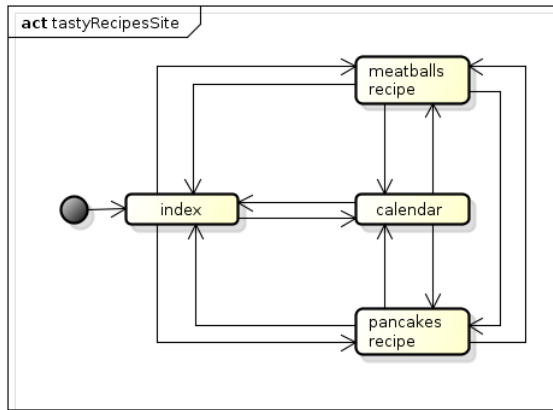 act tastyRecipesSite
meatballs
recipe
index
calendar
pancakes
recipe